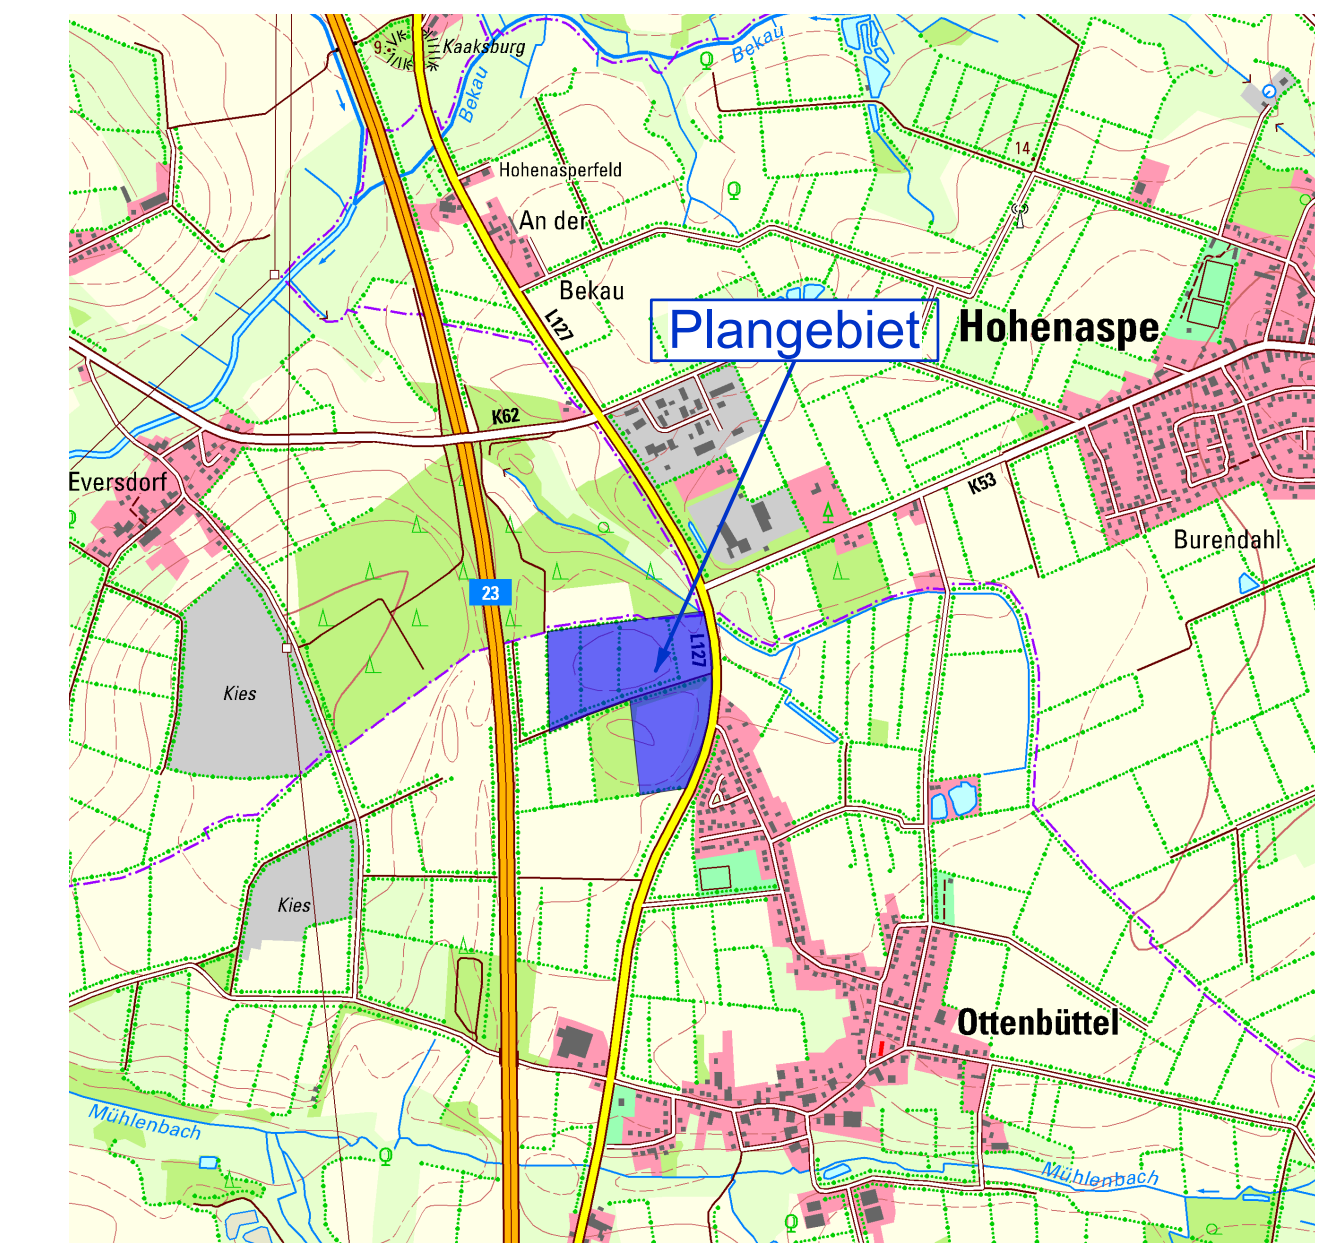 9
Kaaksburg
Bekau
Bekau
14
Hohenasperfeld
An der
Bekau
L127
Plangebiet
Hohenaspe
K62
K53
Eversdorf
Burendahl
23
L127
Kies
Kies
Ottenbüttel
Mühlenbach
Mühlenbach